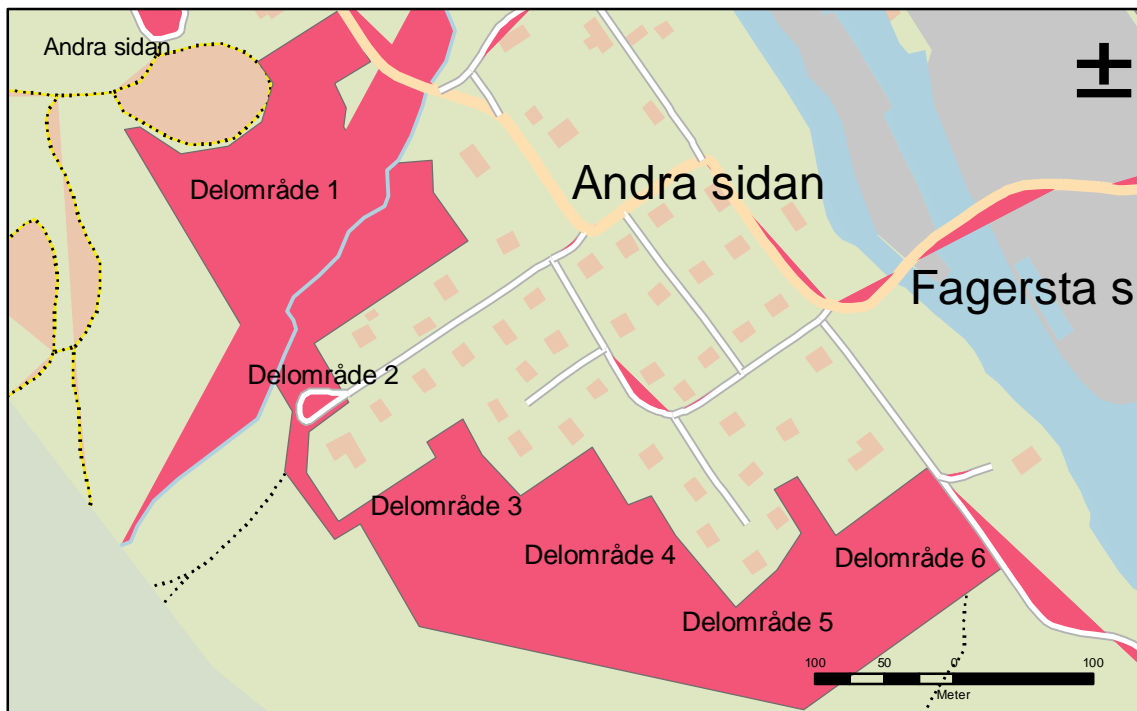 Andra sidan
Delområde 1
Andra sidan
Fagersta s
Delområde 2
Delområde 3
Delområde 4
Delområde 6
Delområde 5
100 50 0 100
Meter